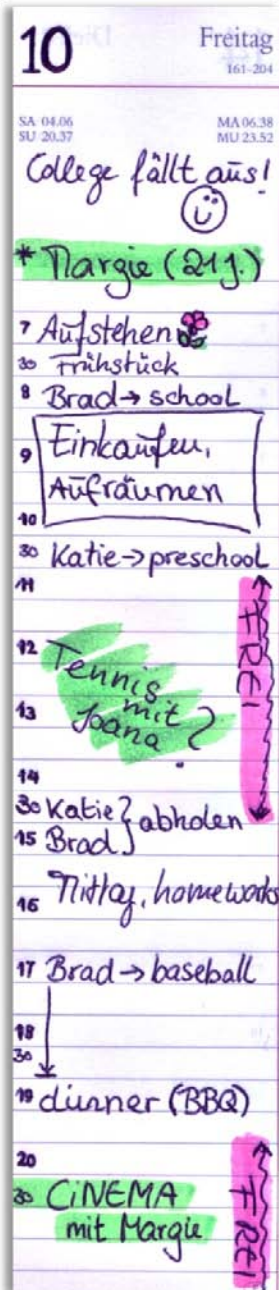 10 Freitag
161-204
SA 04.06 MA 06.38
SU 20.37 MU 23.52
College fällt aus!
* Margie (21 J.)
7 Aufstehen
30 Frühstück
8 Brad → school
9 Einkaufen,
Aufräumen
10
30 Katie → preschool
11
FREI
12 Tennis
mit
13 Joana?
14
30 Katie } abholen
15 Brad
Mittag, homeworks
16
17 Brad → baseball
18
30
19 dinner (BBQ)
20
30 CINEMA
mit Margie
FREI